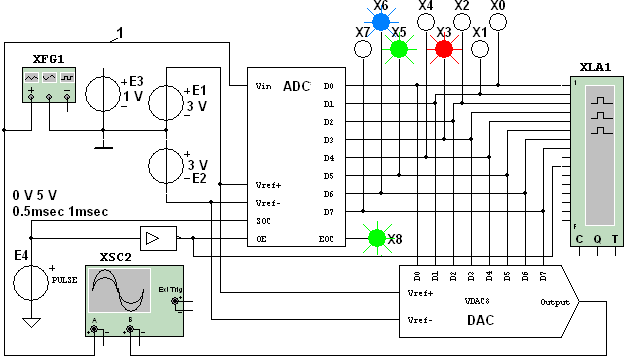 X6 X4 X2 X0
X7 X5 X3 X1
1
XFG1
+ −
+ E3
1 V
−
+ E1
3 V
−
+
3 V
− E2
ADC
Vin
Vref+
Vref-
SOC
OE
EOC
D0
D1
D2
D3
D4
D5
D6
D7
X8
XLA1
1
F
C Q T
0 V 5 V
0.5msec 1msec
E4
+
PULSE
XSC2
Ext Trig
+
−
A B
+ − + −
D0 D1 D2 D3 D4 D5 D6 D7
Vref+
Vref-
VDAC8
DAC
Output